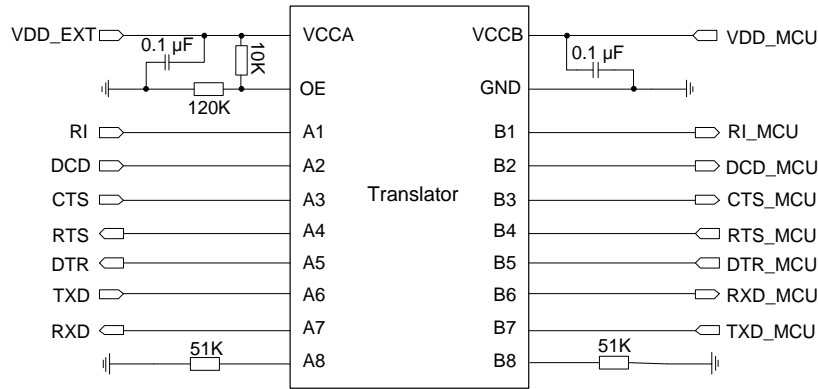 VDD_EXT 0.1 µF 10K VCCA VCCB 0.1 µF VDD_MCU
120K OE GND
RI A1 B1 RI_MCU
DCD A2 B2 DCD_MCU
CTS A3 Translator B3 CTS_MCU
RTS A4 B4 RTS_MCU
DTR A5 B5 DTR_MCU
TXD A6 B6 RXD_MCU
RXD A7 B7 TXD_MCU
51K A8 B8 51K